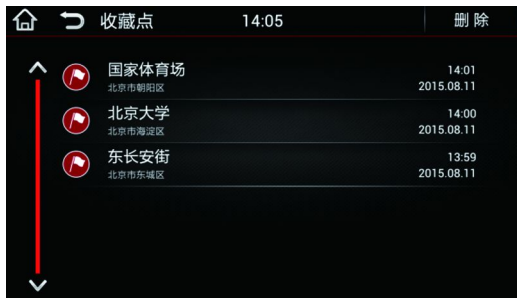 收藏点 14:05 删除
国家体育场 14:01
北京市朝阳区 2015.08.11
北京大学 14:00
北京市海淀区 2015.08.11
东长安街 13:59
北京市东城区 2015.08.11